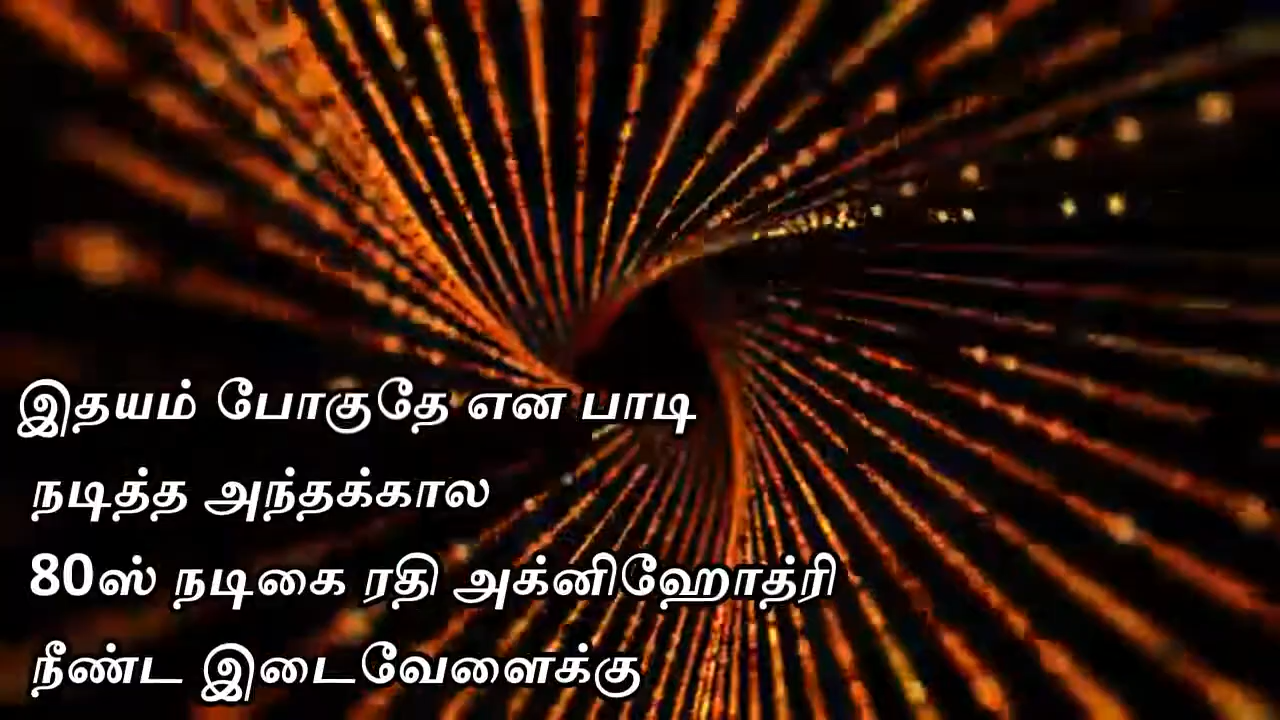 இதயம் போகுதே என பாடி
நடித்த அந்தக்கால
80ஸ் நடிகை ரதி அக்னிஹோத்ரி
நீண்ட இடைவேளைக்கு